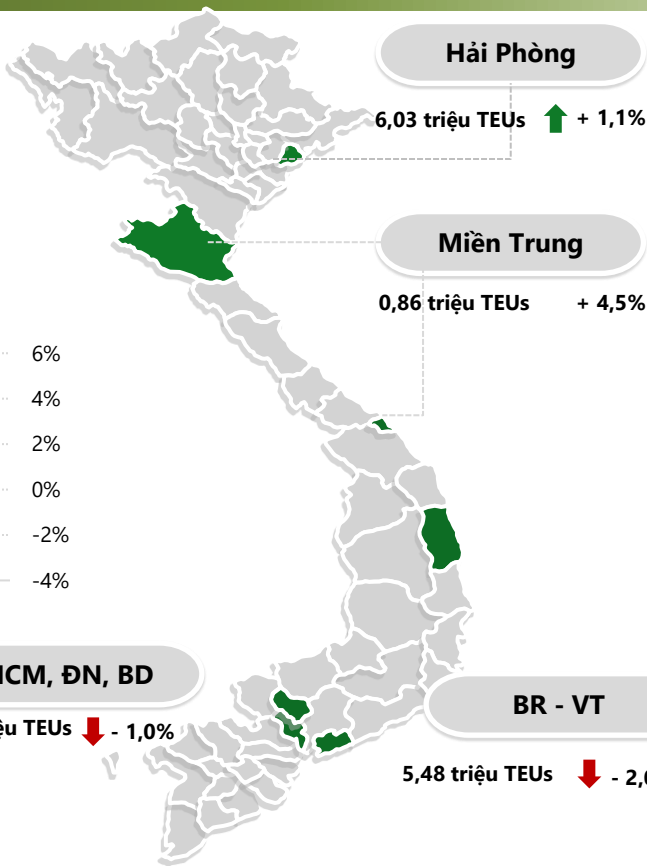 Hải Phòng
6,03 triệu TEUs + 1,1%
Miền Trung
0,86 triệu TEUs + 4,5%
6%
4%
2%
0%
-2%
-4%
ĐN, BD
TEUs - 1,0%
BR - VT
5,48 triệu TEUs